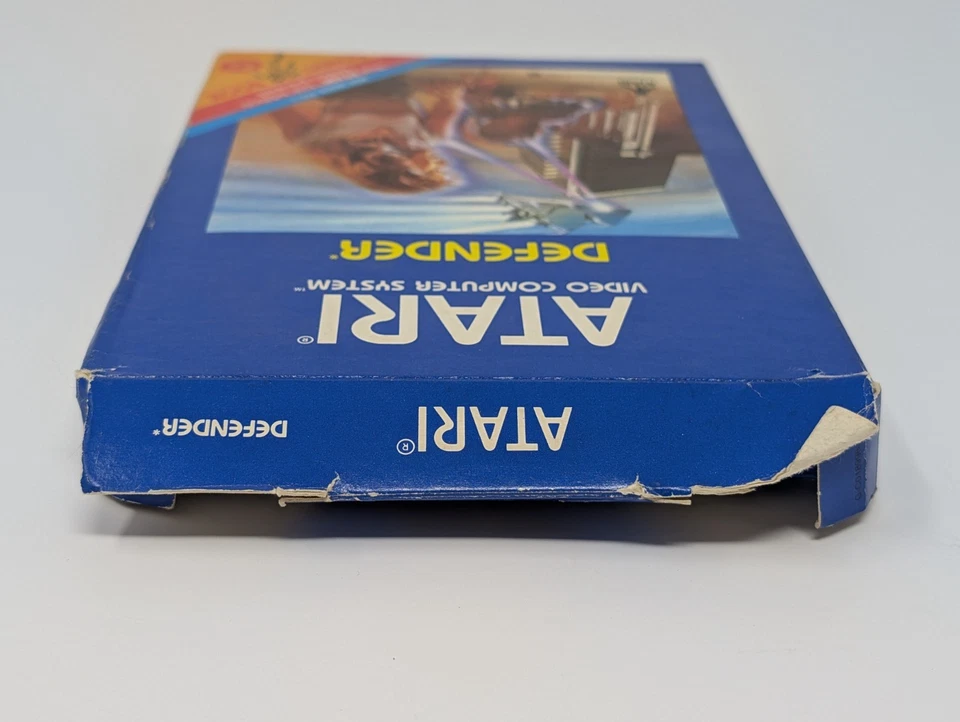 ATARI®
VIDEO COMPUTER SYSTEM™
DEFENDER*
ATARI®
DEFENDER*